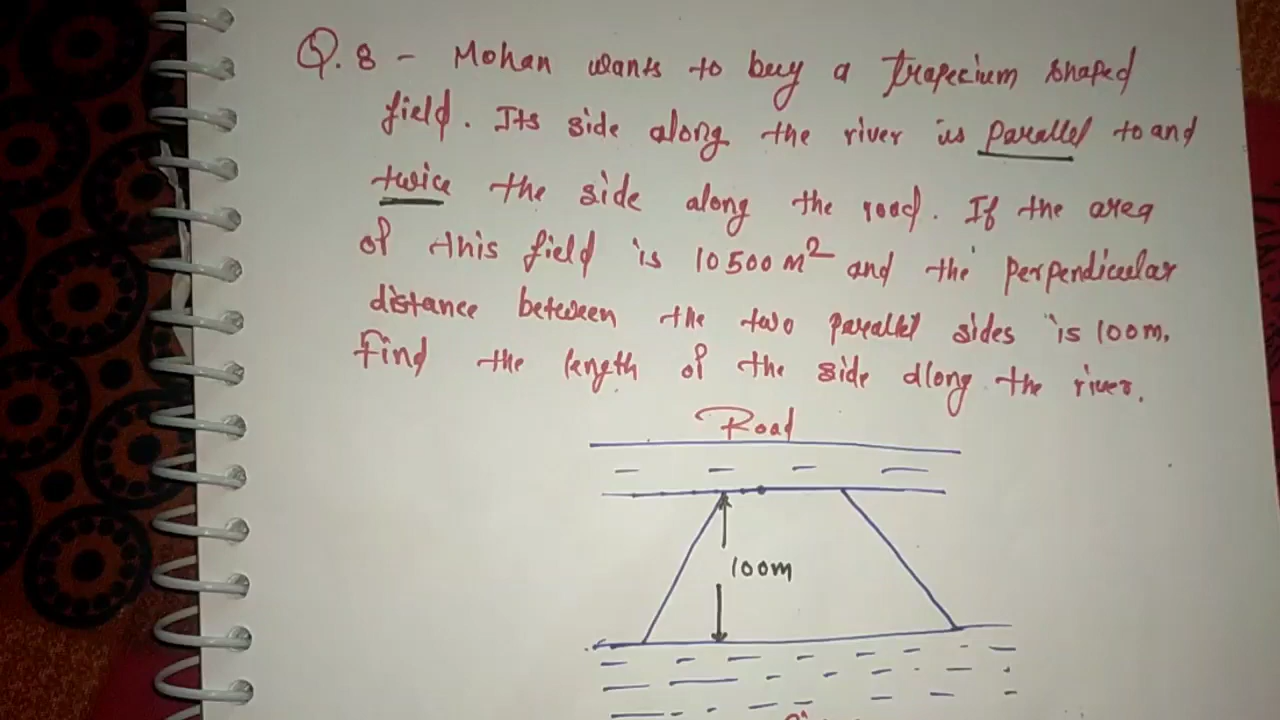 Q.8 - Mohan wants to buy a trapecium shaped
field. Its side along the river is parallel to and
twice the side along the road. If the area
of this field is 10500 m² and the perpendicular
distance between the two parallel sides is 100m.
Find the length of the side along the river.
Road
100m